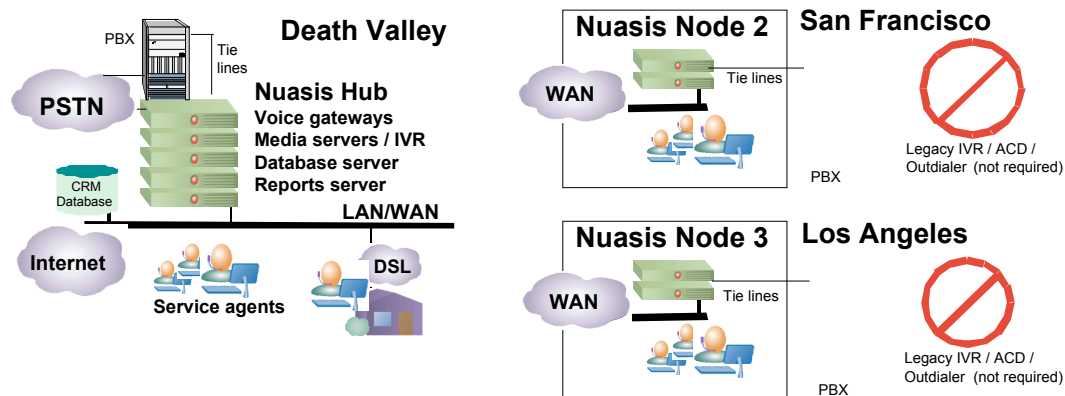 Death Valley
PBX
Tie
lines
PSTN
Nuasis Hub
Voice gateways
Media servers / IVR
Database server
Reports server
CRM
Database
LAN/WAN
Internet
DSL
Service agents
Nuasis Node 2
San Francisco
WAN
Tie lines
Legacy IVR / ACD /
Outdialer (not required)
PBX
Nuasis Node 3
Los Angeles
WAN
Tie lines
Legacy IVR / ACD /
Outdialer (not required)
PBX